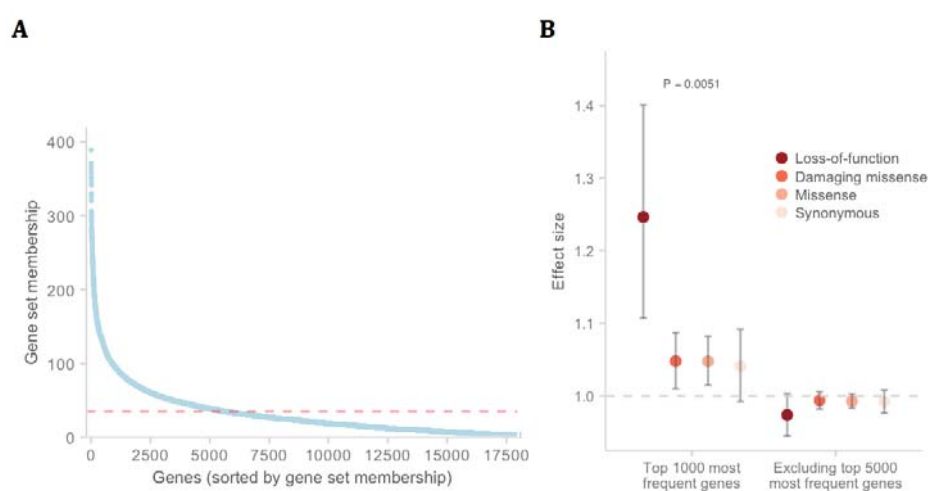 A
Gene set membership
400
300
200
100
0
0
2500
5000
7500
10000
12500
15000
17500
Genes (sorted by gene set membership)
B
Effect size
1.4
1.3
1.2
1.1
1.0
P = 0.0051
Loss-of-function
Damaging missense
Missense
Synonymous
Top 1000 most
frequent genes
Excluding top 5000
most frequent genes